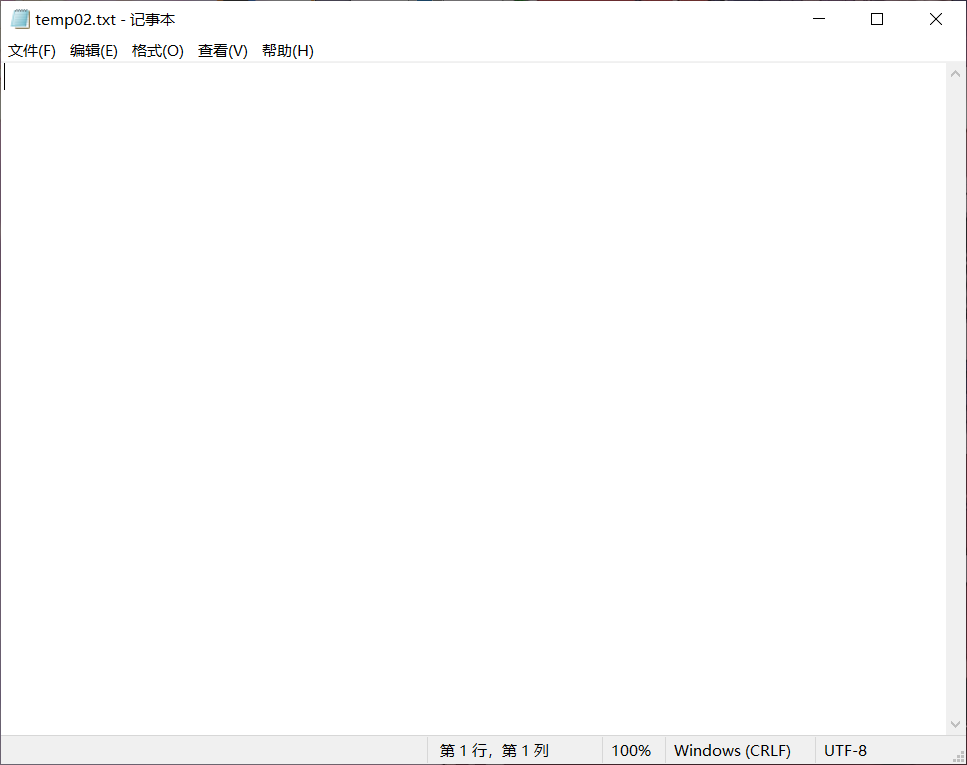 temp02.txt - 记事本
文件(F) 编辑(E) 格式(O) 查看(V) 帮助(H)
第 1 行，第 1 列 100% Windows (CRLF) UTF-8